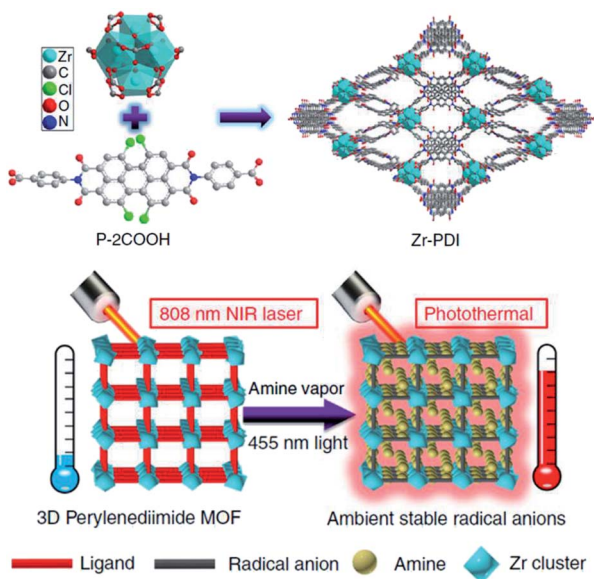 Zr
C
Cl
O
N
P-2COOH
Zr-PDI
808 nm NIR laser
Photothermal
Amine vapor
455 nm light
3D Perylenediimide MOF
Ambient stable radical anions
Ligand
Radical anion
Amine
Zr cluster